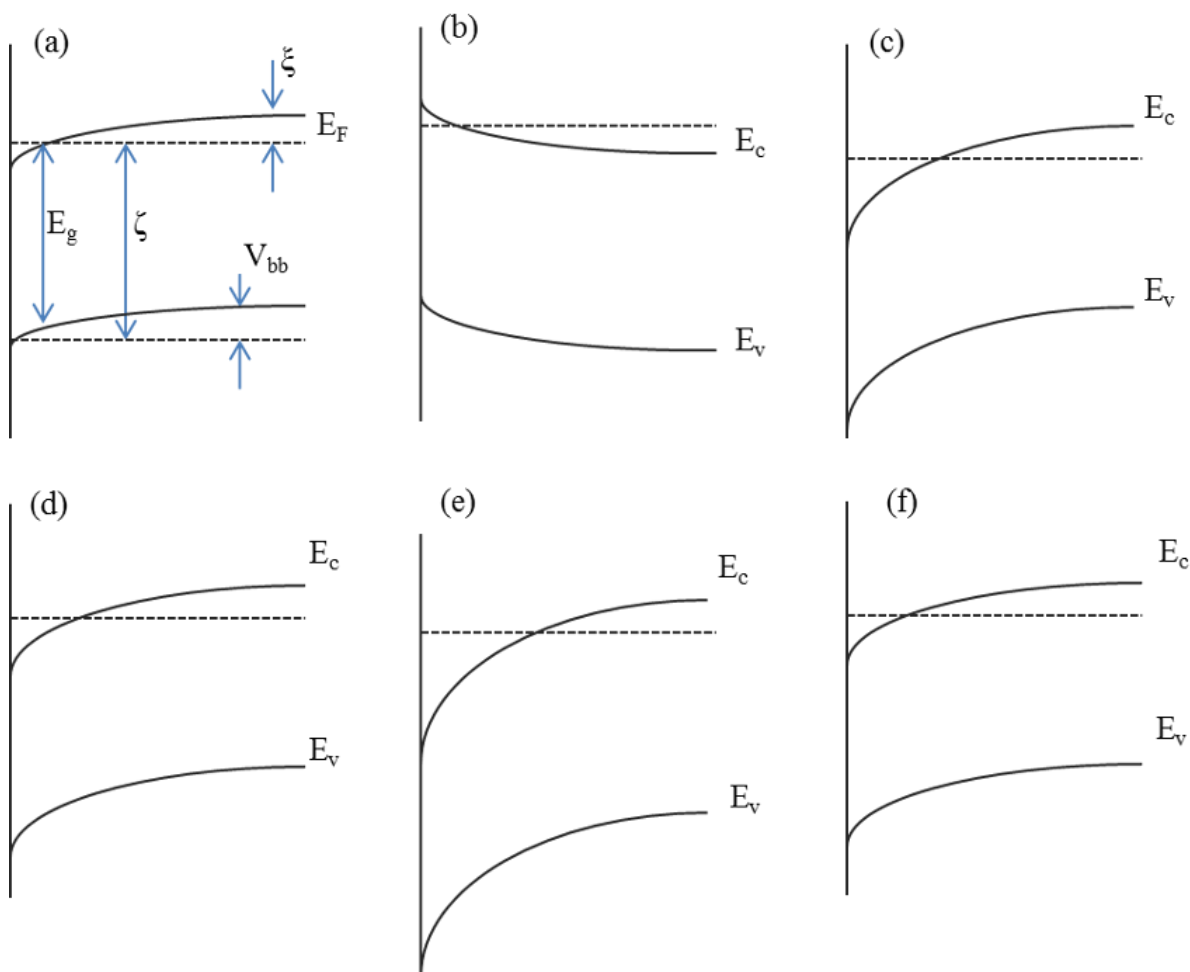 (a)
ξ
E_F
E_g
ζ
V_bb
(b)
E_c
E_v
(c)
E_c
E_v
(d)
E_c
E_v
(e)
E_c
E_v
(f)
E_c
E_v